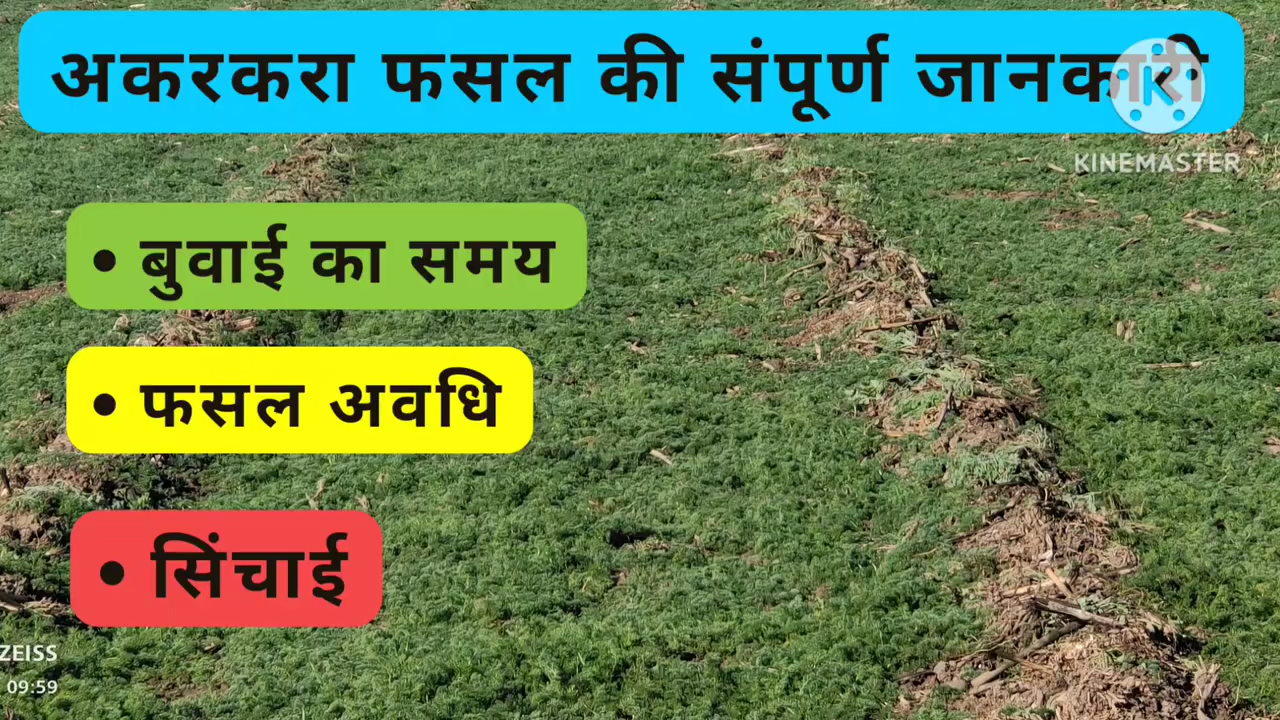 अकरकरा फसल की संपूर्ण जानकारी
KINEMASTER
• बुवाई का समय
• फसल अवधि
• सिंचाई
ZEISS
09:59